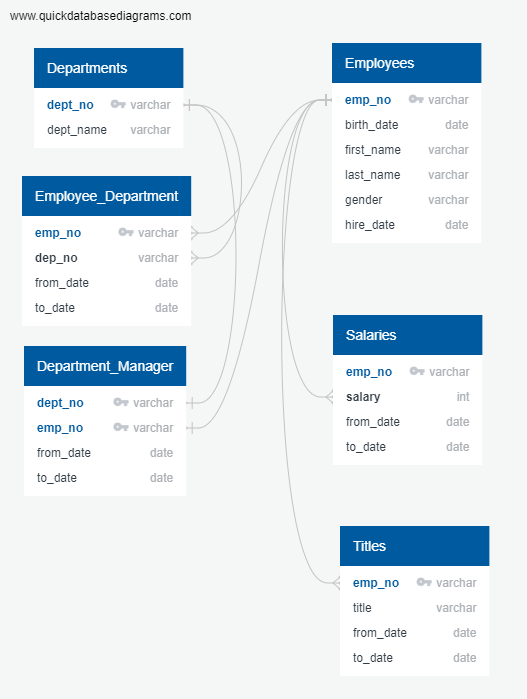 www.quickdatabasediagrams.com
Departments
dept_no varchar
dept_name varchar
Employee_Department
emp_no varchar
dep_no varchar
from_date date
to_date date
Department_Manager
dept_no varchar
emp_no varchar
from_date date
to_date date
Employees
emp_no varchar
birth_date date
first_name varchar
last_name varchar
gender varchar
hire_date date
Salaries
emp_no varchar
salary int
from_date date
to_date date
Titles
emp_no varchar
title varchar
from_date date
to_date date